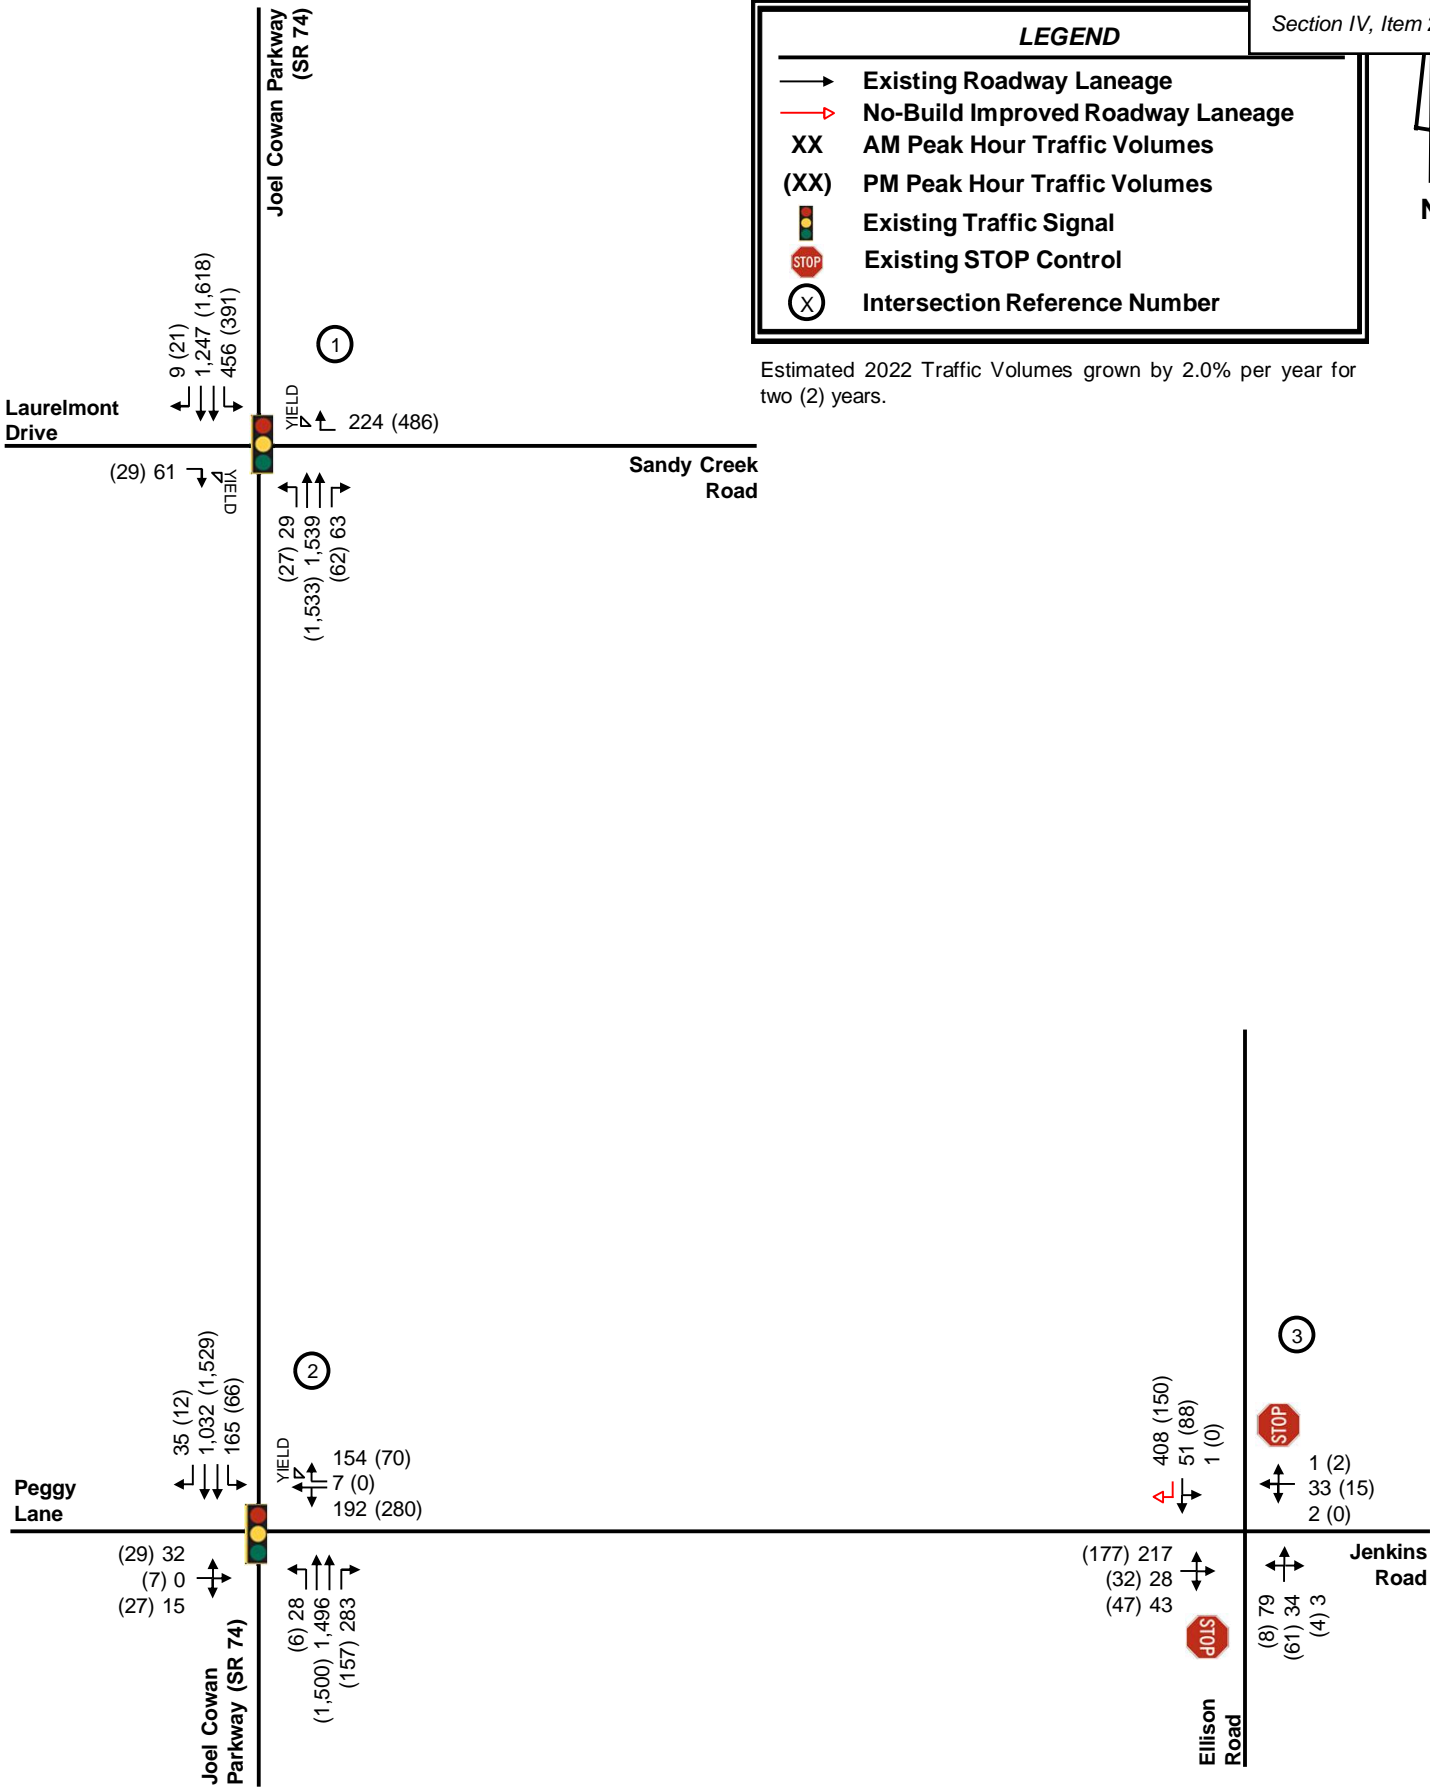 Joel Cowan Parkway
(SR 74)
LEGEND
Section IV, Item
Existing Roadway Laneage
No-Build Improved Roadway Laneage
XX AM Peak Hour Traffic Volumes
(XX) PM Peak Hour Traffic Volumes
Existing Traffic Signal
STOP Existing STOP Control
X Intersection Reference Number
Estimated 2022 Traffic Volumes grown by 2.0% per year for
two (2) years.
9 (21)
1,247 (1,618)
456 (391)
1
YIELD
224 (486)
Laurelmont
Drive
(29) 61
YIELD
Sandy Creek
Road
(27) 29
(1,533) 1,539
(62) 63
35 (12)
1,032 (1,529)
165 (66)
2
YIELD
154 (70)
7 (0)
192 (280)
Peggy
Lane
(29) 32
(7) 0
(27) 15
(6) 28
(1,500) 1,496
(157) 283
Joel Cowan
Parkway (SR 74)
3
408 (150)
51 (88)
1 (0)
STOP
1 (2)
33 (15)
2 (0)
Jenkins
Road
(177) 217
(32) 28
(47) 43
STOP
(8) 79
(61) 34
(4) 3
Ellison
Road